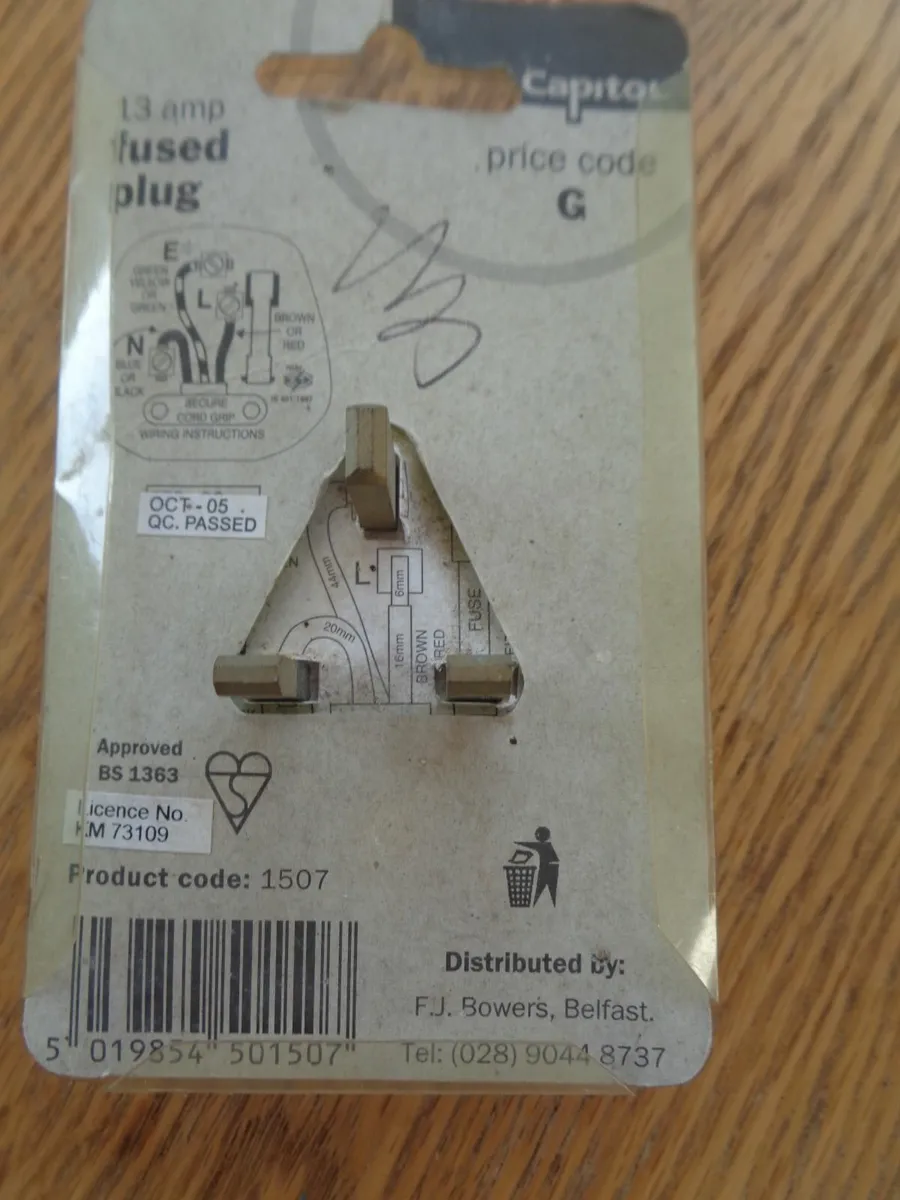 Capitol
13 amp
fused
plug
price code
G
E
GREEN
YELLOW
OR
GREEN
L
BROWN
OR
RED
N
BLUE
OR
BLACK
SECURE
CORD GRIP
WIRING INSTRUCTIONS
OCT - 05
QC. PASSED
N
44mm
L
6mm
20mm
16mm
BROWN
RED
FUSE
Approved
BS 1363
Licence No.
KM 73109
Product code: 1507
Distributed by:
F.J. Bowers, Belfast.
Tel: (028) 9044 8737
5 019854 501507